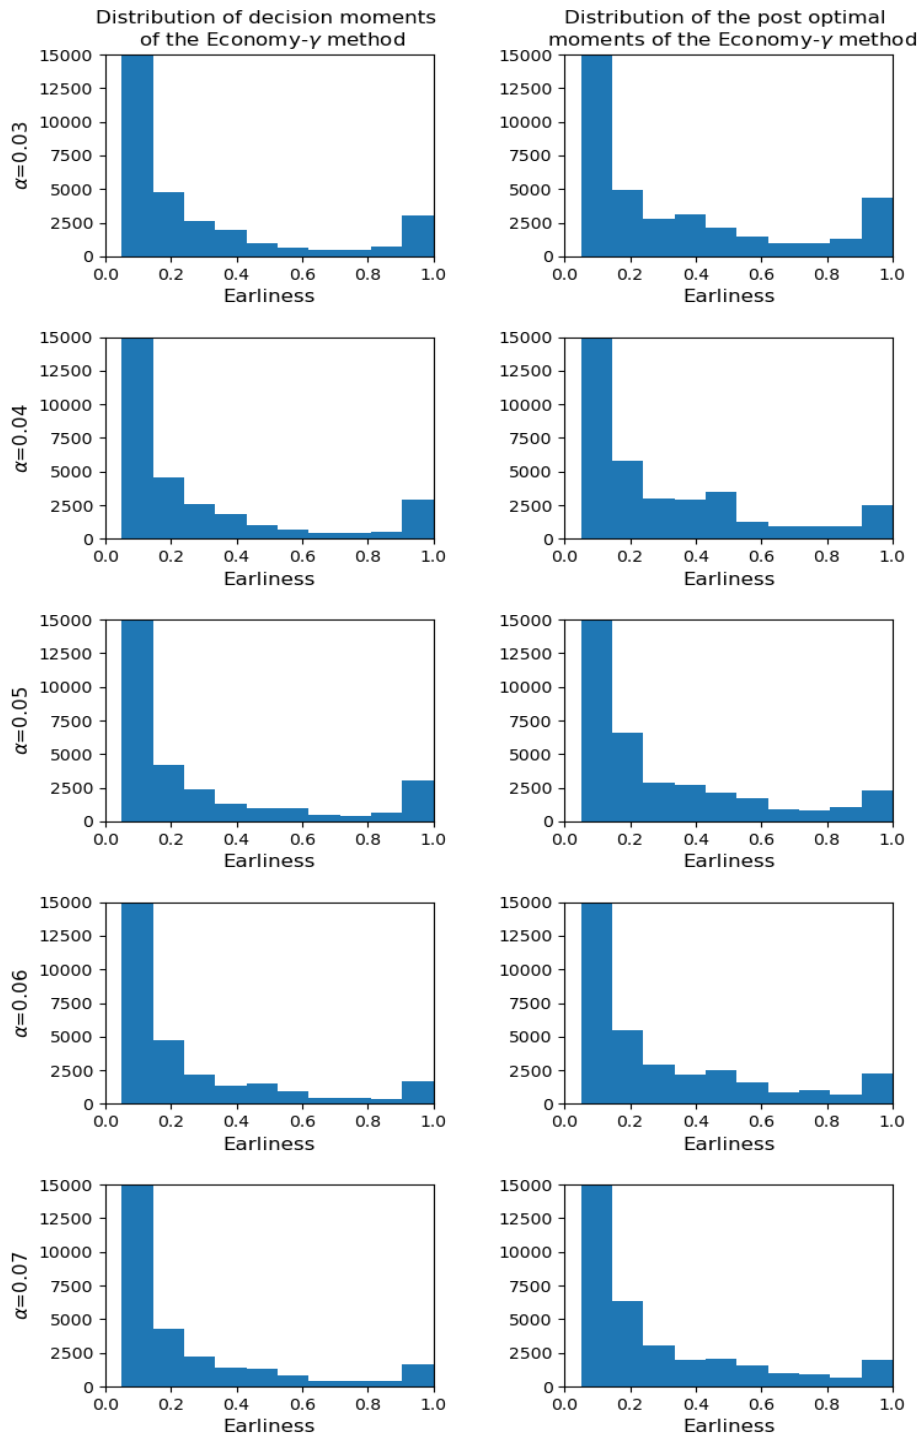 Distribution of decision moments
of the Economy-γ method
Distribution of the post optimal
moments of the Economy-γ method
α=0.03
15000
12500
10000
7500
5000
2500
0
0.0 0.2 0.4 0.6 0.8 1.0
Earliness
15000
12500
10000
7500
5000
2500
0
0.0 0.2 0.4 0.6 0.8 1.0
Earliness
α=0.04
15000
12500
10000
7500
5000
2500
0
0.0 0.2 0.4 0.6 0.8 1.0
Earliness
15000
12500
10000
7500
5000
2500
0
0.0 0.2 0.4 0.6 0.8 1.0
Earliness
α=0.05
15000
12500
10000
7500
5000
2500
0
0.0 0.2 0.4 0.6 0.8 1.0
Earliness
15000
12500
10000
7500
5000
2500
0
0.0 0.2 0.4 0.6 0.8 1.0
Earliness
α=0.06
15000
12500
10000
7500
5000
2500
0
0.0 0.2 0.4 0.6 0.8 1.0
Earliness
15000
12500
10000
7500
5000
2500
0
0.0 0.2 0.4 0.6 0.8 1.0
Earliness
α=0.07
15000
12500
10000
7500
5000
2500
0
0.0 0.2 0.4 0.6 0.8 1.0
Earliness
15000
12500
10000
7500
5000
2500
0
0.0 0.2 0.4 0.6 0.8 1.0
Earliness